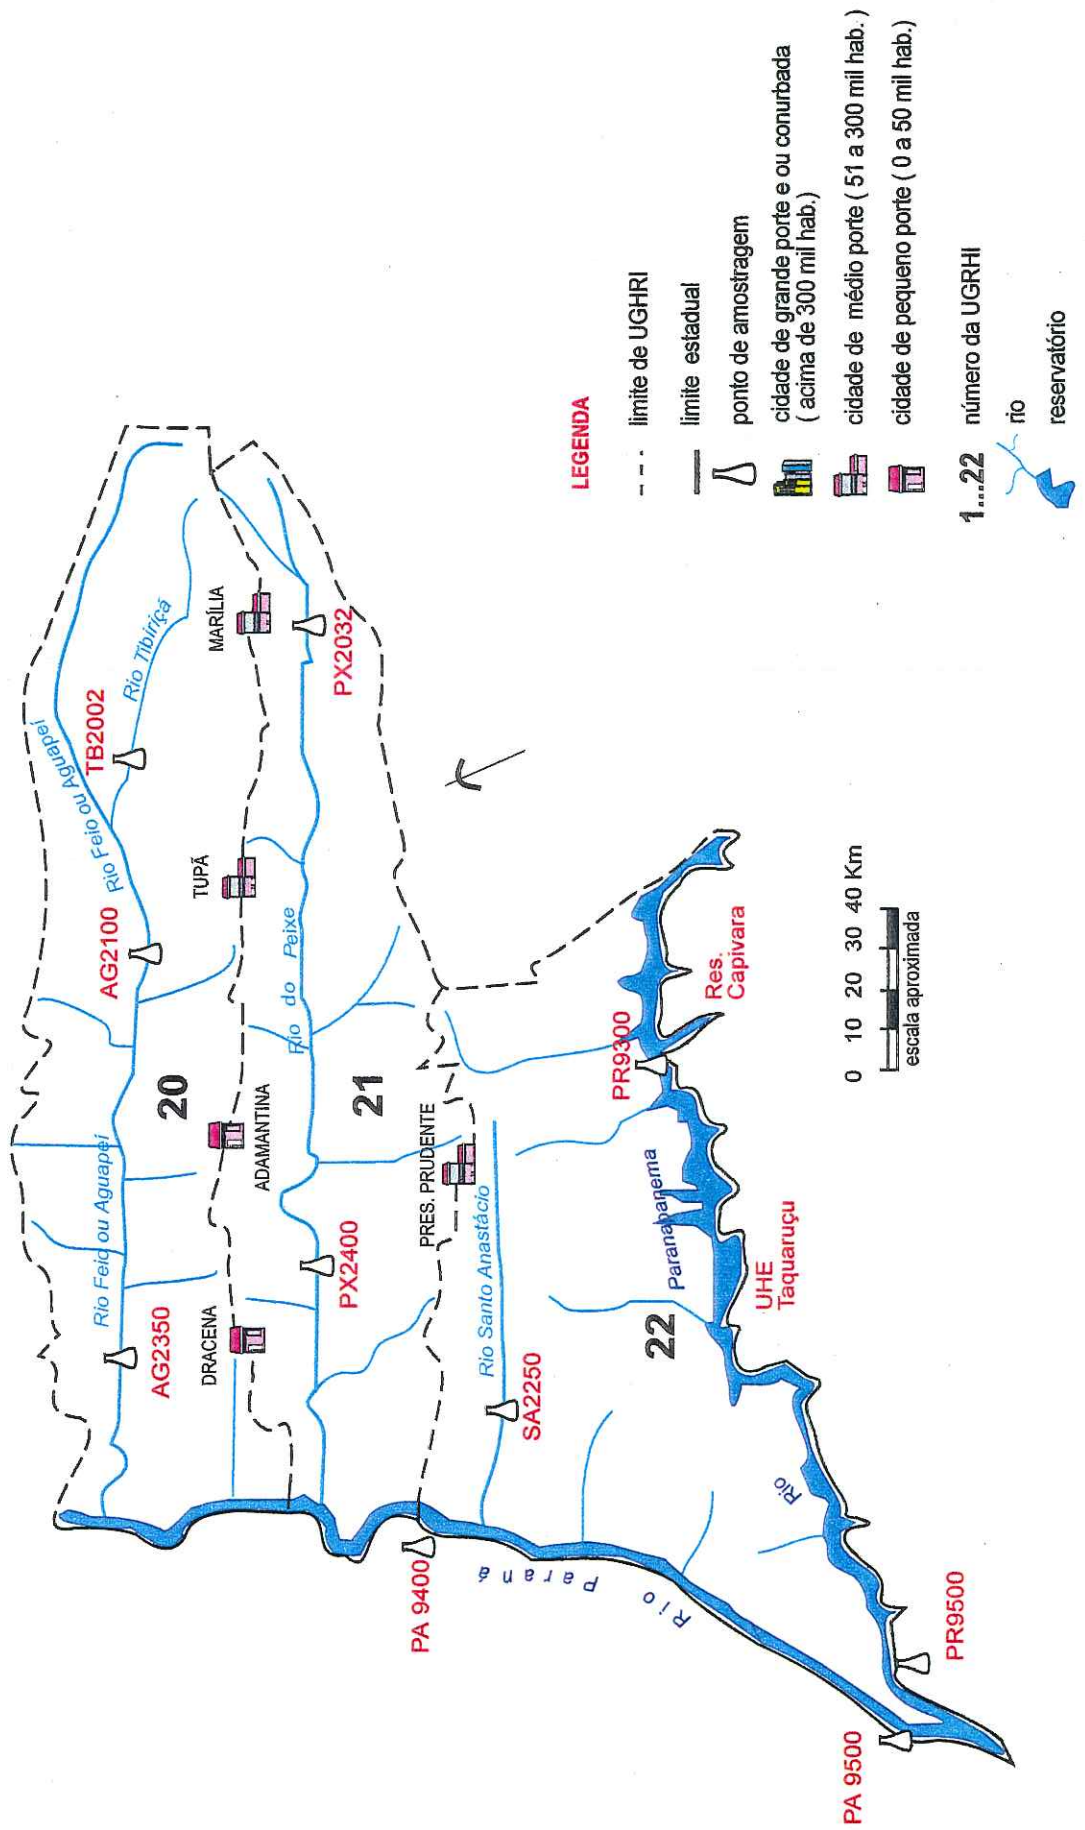 TB2002
Rio Tibiriçá
Rio Feio ou Aguapeí
MARÍLIA
PX2032
AG2100
TUPÃ
Rio do Peixe
20
ADAMANTINA
21
Rio Feio ou Aguapeí
AG2350
DRACENA
PX2400
PRES. PRUDENTE
Rio Santo Anastácio
SA2250
PA 9400
Rio Paraná
22
PR9300
Res.
Capivara
Paranapanema
UHE
Taquaruçu
Rio
PR9500
PA 9500
0 10 20 30 40 Km
escala aproximada
LEGENDA
limite de UGHRI
limite estadual
ponto de amostragem
cidade de grande porte e ou conurbada
( acima de 300 mil hab.)
cidade de médio porte ( 51 a 300 mil hab. )
cidade de pequeno porte ( 0 a 50 mil hab.)
1...22 número da UGRHI
rio
reservatório